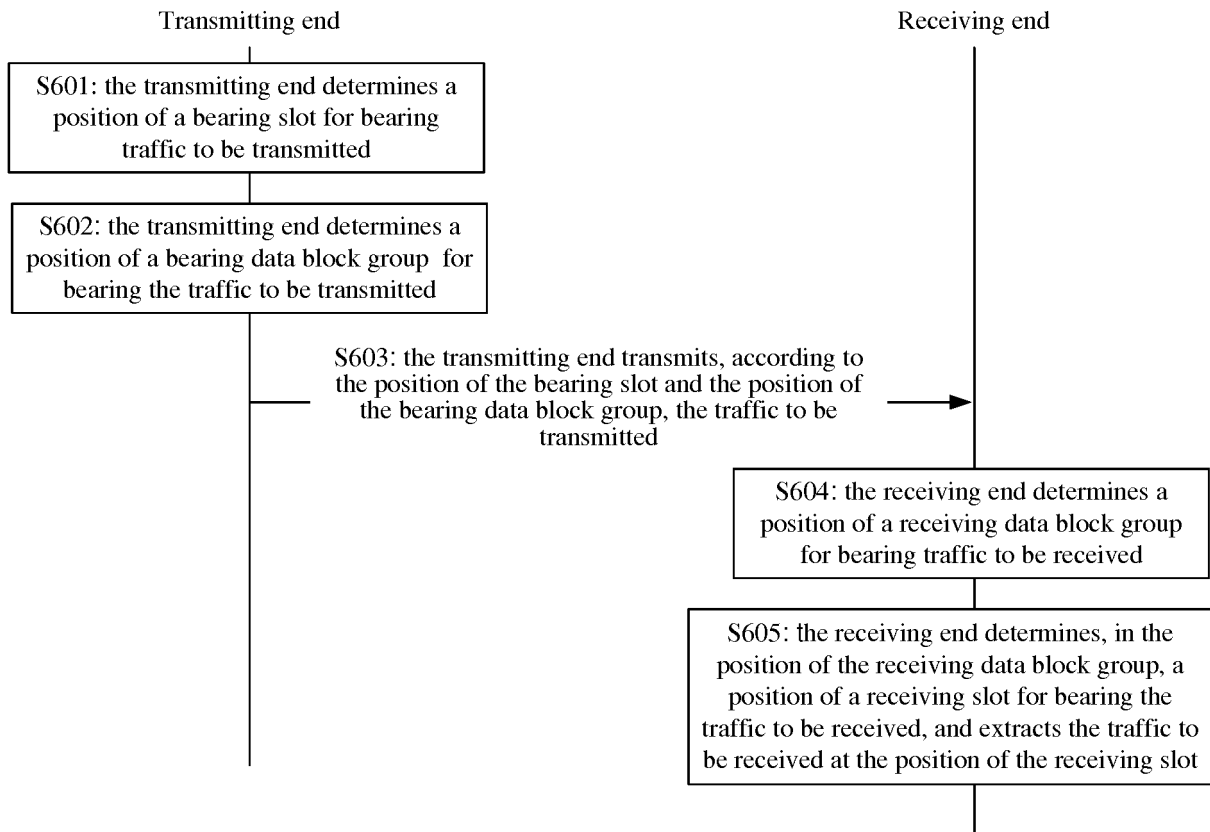 Transmitting end
Receiving end
S601: the transmitting end determines a
position of a bearing slot for bearing
traffic to be transmitted
S602: the transmitting end determines a
position of a bearing data block group for
bearing the traffic to be transmitted
S603: the transmitting end transmits, according to
the position of the bearing slot and the position of
the bearing data block group, the traffic to be
transmitted
S604: the receiving end determines a
position of a receiving data block group
for bearing traffic to be received
S605: the receiving end determines, in the
position of the receiving data block group, a
position of a receiving slot for bearing the
traffic to be received, and extracts the traffic to
be received at the position of the receiving slot